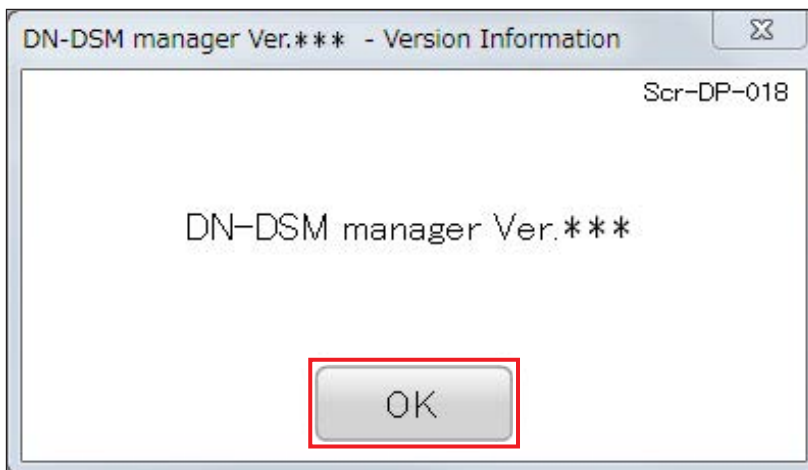 DN-DSM manager Ver.*** - Version Information
Scr-DP-018
DN-DSM manager Ver.***
OK